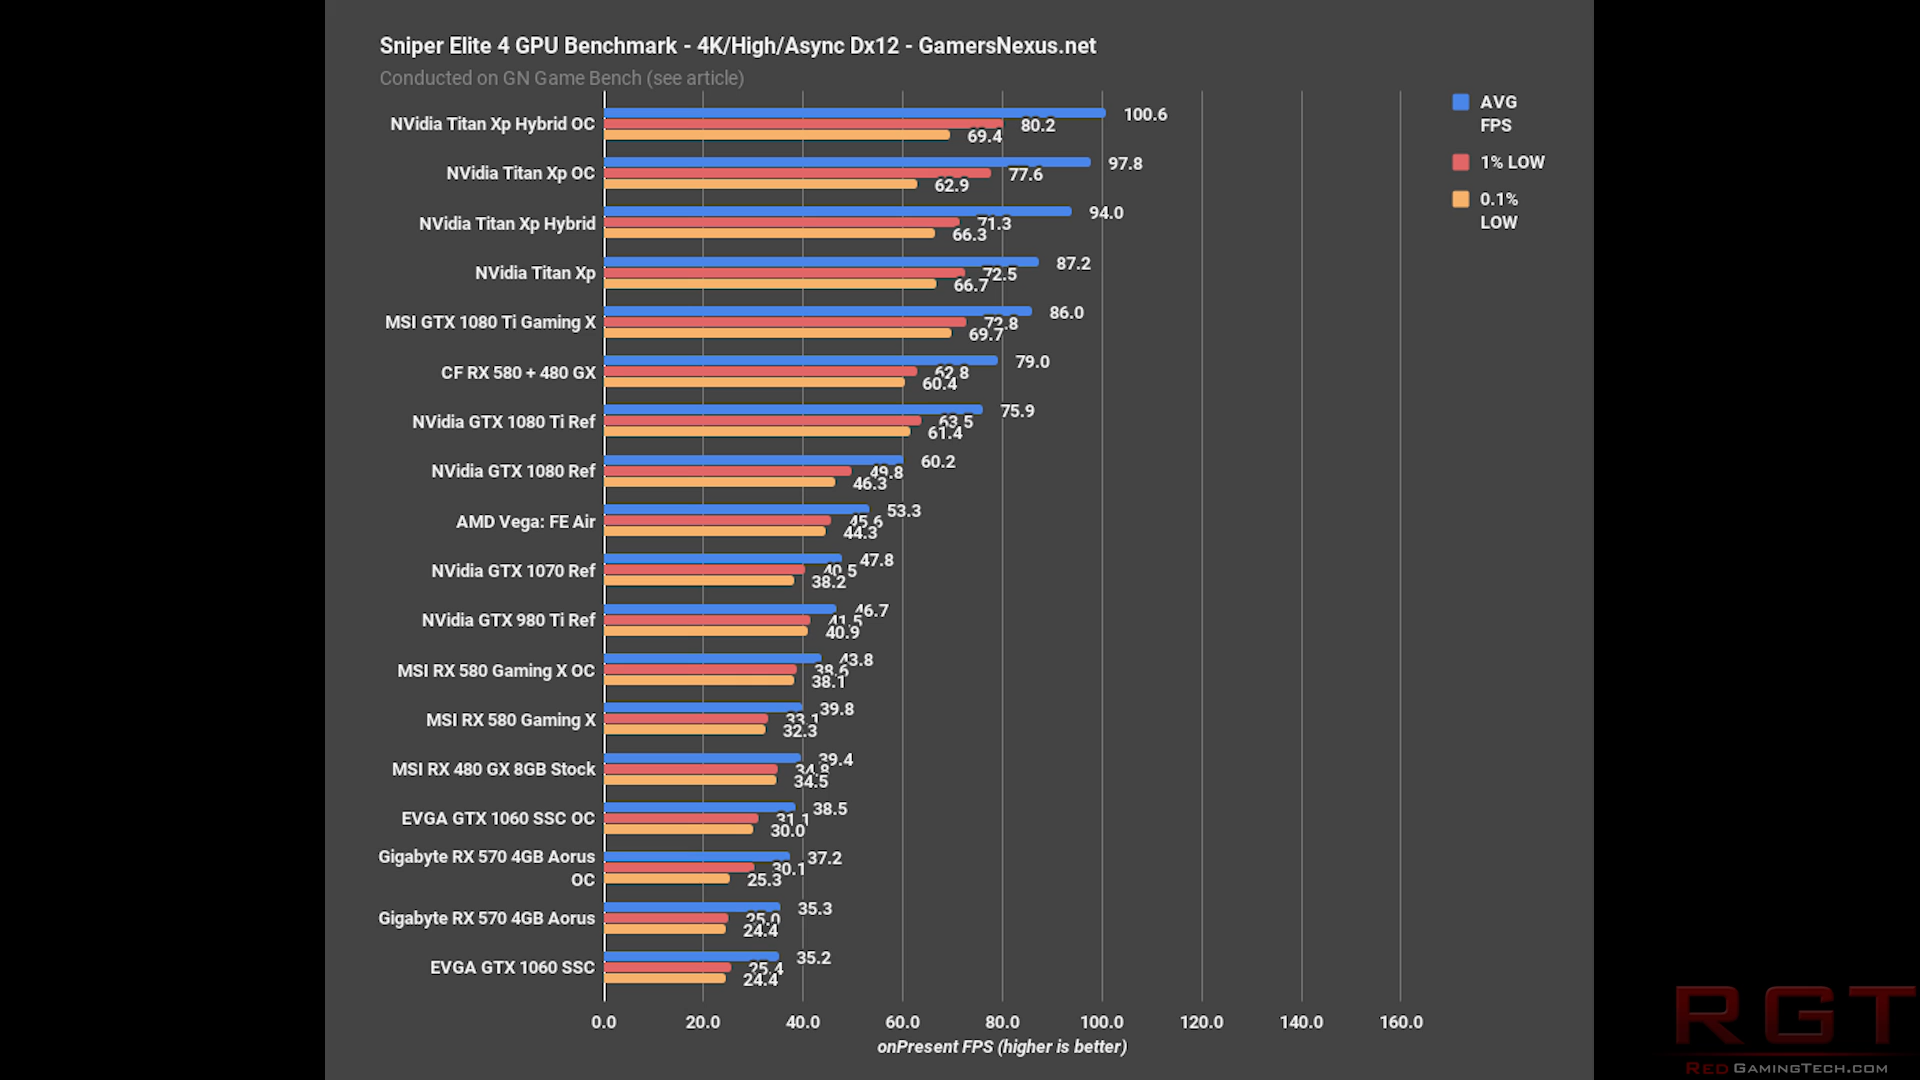 Sniper Elite 4 GPU Benchmark - 4K/High/Async Dx12 - GamersNexus.net
Conducted on GN Game Bench (see article)
AVG
FPS
1% LOW
0.1%
LOW
NVidia Titan Xp Hybrid OC
100.6
80.2
69.4
NVidia Titan Xp OC
97.8
77.6
62.9
NVidia Titan Xp Hybrid
94.0
71.3
66.3
NVidia Titan Xp
87.2
72.5
66.7
MSI GTX 1080 Ti Gaming X
86.0
72.8
69.7
CF RX 580 + 480 GX
79.0
62.8
60.4
NVidia GTX 1080 Ti Ref
75.9
63.5
61.4
NVidia GTX 1080 Ref
60.2
49.8
46.3
AMD Vega: FE Air
53.3
45.6
44.3
NVidia GTX 1070 Ref
47.8
40.5
38.2
NVidia GTX 980 Ti Ref
46.7
41.5
40.9
MSI RX 580 Gaming X OC
43.8
38.6
38.1
MSI RX 580 Gaming X
39.8
33.1
32.3
MSI RX 480 GX 8GB Stock
39.4
34.8
34.5
EVGA GTX 1060 SSC OC
38.5
31.1
30.0
Gigabyte RX 570 4GB Aorus
OC
37.2
30.1
25.3
Gigabyte RX 570 4GB Aorus
35.3
25.0
24.4
EVGA GTX 1060 SSC
35.2
25.4
24.4
0.0 20.0 40.0 60.0 80.0 100.0 120.0 140.0 160.0
onPresent FPS (higher is better)
RGT
RED GAMINGTECH.COM